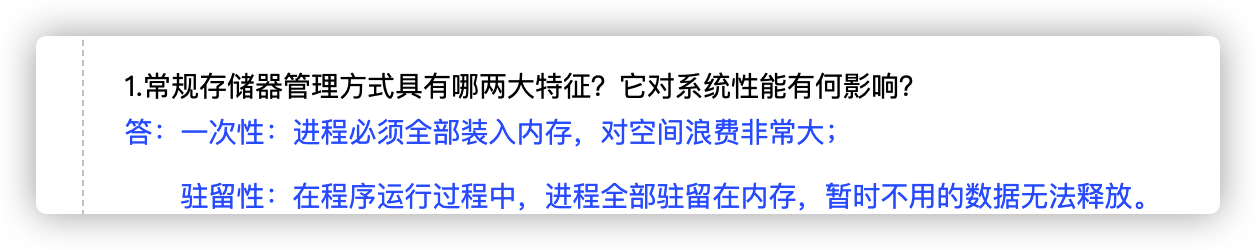 1.常规存储器管理方式具有哪两大特征？它对系统性能有何影响？
答：一次性：进程必须全部装入内存，对空间浪费非常大；
驻留性：在程序运行过程中，进程全部驻留在内存，暂时不用的数据无法释放。